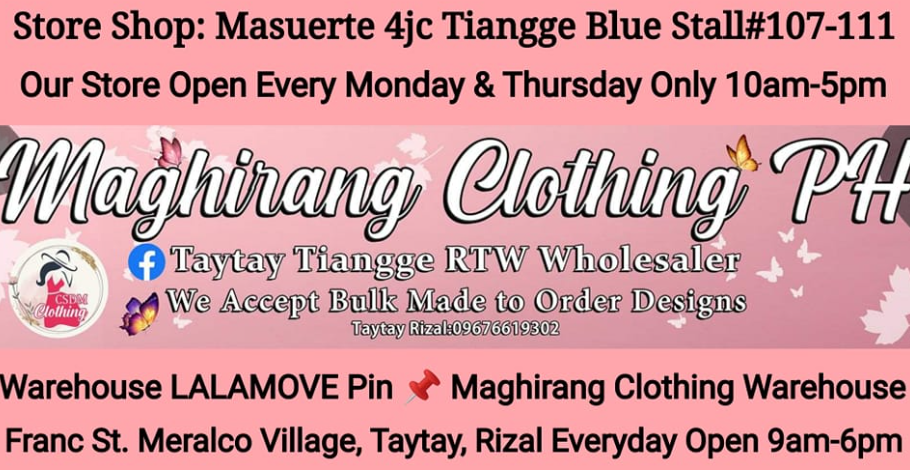 Store Shop: Masuerte 4jc Tiangge Blue Stall#107-111
Our Store Open Every Monday & Thursday Only 10am-5pm
Maghirang Clothing PH
Taytay Tiangge RTW Wholesaler
CSDM
Clothing
We Accept Bulk Made to Order Designs
Taytay Rizal:09676619302
Warehouse LALAMOVE Pin 📌 Maghirang Clothing Warehouse
Franc St. Meralco Village, Taytay, Rizal Everyday Open 9am-6pm